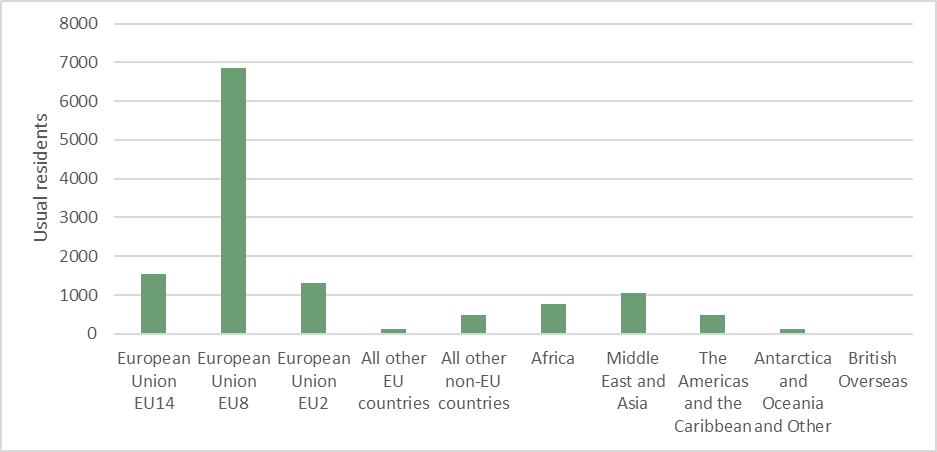 8000
7000
6000
5000
4000
3000
2000
1000
0
Usual residents
European
Union
EU14
European
Union
EU8
European
Union
EU2
All other
EU
countries
All other
non-EU
countries
Africa
Middle
East and
Asia
The
Americas
and the
Caribbean
Antarctica
and
Oceania
and Other
British
Overseas